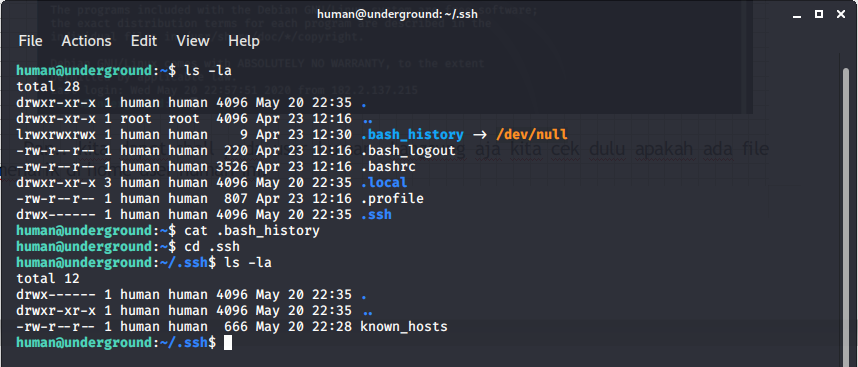 human@underground:~/.ssh
File Actions Edit View Help
human@underground:~$ ls -la
total 28
drwxr-xr-x 1 human human 4096 May 20 22:35 .
drwxr-xr-x 1 root root 4096 Apr 23 12:16 ..
lrwxrwxrwx 1 human human 9 Apr 23 12:30 .bash_history → /dev/null
-rw-r--r-- 1 human human 220 Apr 23 12:16 .bash_logout
aja kita cek dulu apakah ada file
-rw-r--r-- 1 human human 3526 Apr 23 12:16 .bashrc
drwxr-xr-x 3 human human 4096 May 20 22:35 .local
-rw-r--r-- 1 human human 807 Apr 23 12:16 .profile
drwx------ 1 human human 4096 May 20 22:35 .ssh
human@underground:~$ cat .bash_history
human@underground:~$ cd .ssh
human@underground:~/.ssh$ ls -la
total 12
drwx------ 1 human human 4096 May 20 22:35 .
drwxr-xr-x 1 human human 4096 May 20 22:35 ..
-rw-r--r-- 1 human human 666 May 20 22:28 known_hosts
human@underground:~/.ssh$